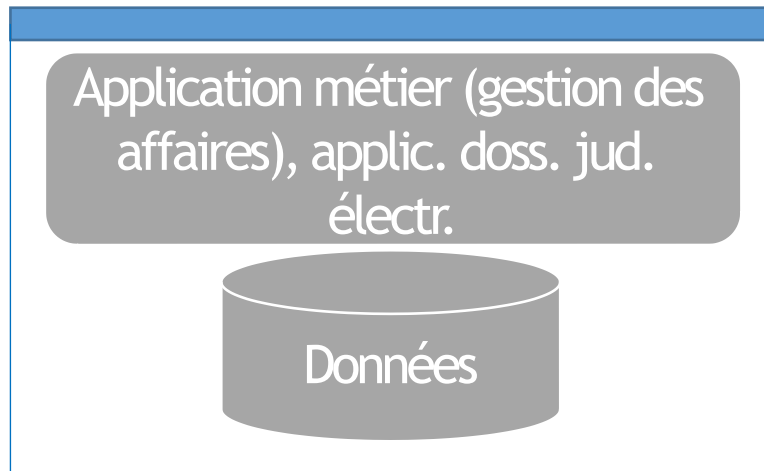 Application métier (gestion des
affaires), applic. doss. jud.
électr.
Données